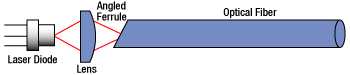 Angled
Ferrule
Optical Fiber
Laser Diode
Lens